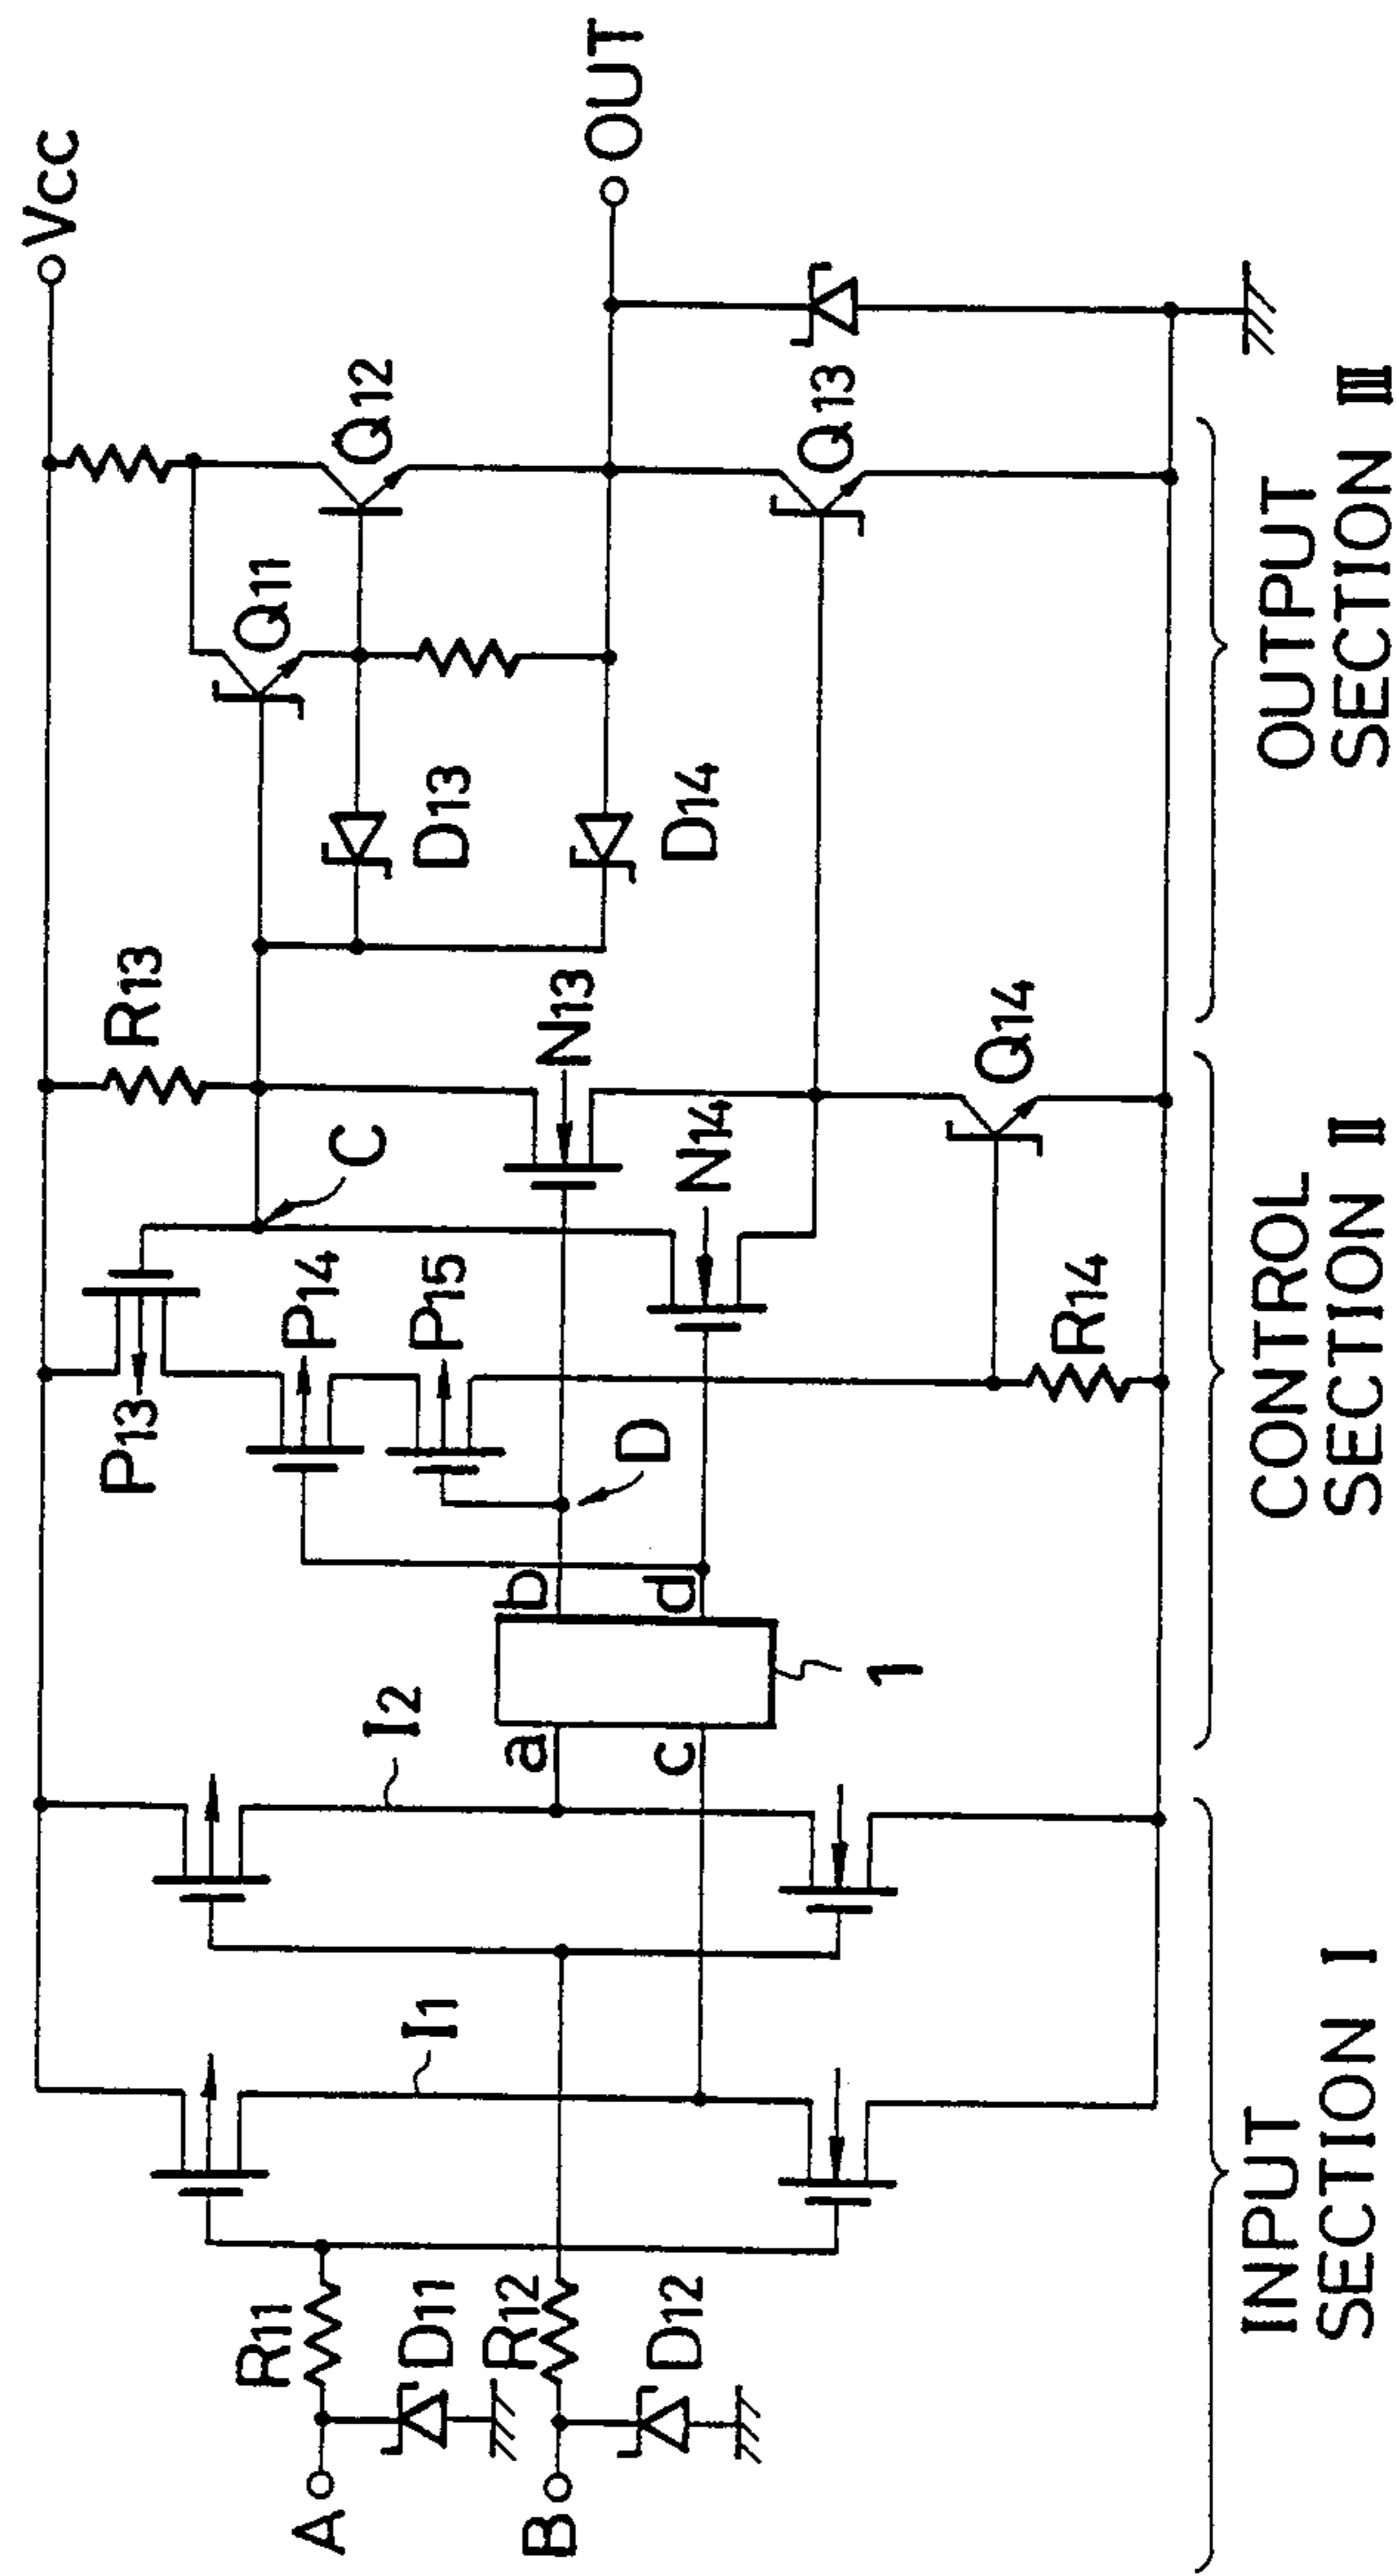 VCC
OUT
Q12
Q11
Q13
D13
D14
R13
N13
C
N14
Q14
P14
P15
P13
R14
D
b
d
1
a
c
I2
I1
R11
D11
R12
D12
A
B
INPUT
SECTION I
CONTROL
SECTION II
OUTPUT
SECTION III